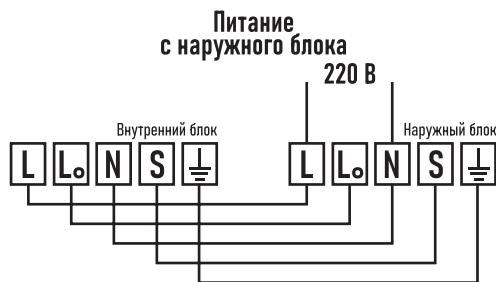 Питание
с наружного блока
220 В
Внутренний блок
Наружный блок
L Lo N S L Lo N S